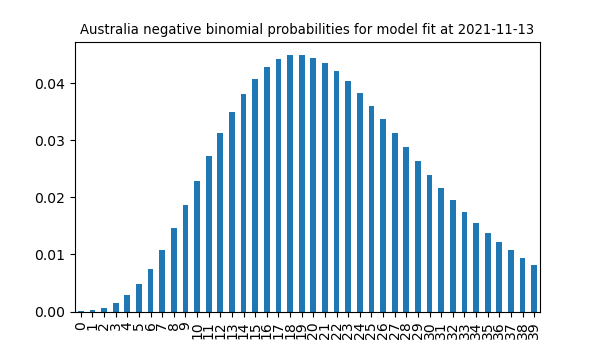 Australia negative binomial probabilities for model fit at 2021-11-13
0.04
0.03
0.02
0.01
0.00
0 1 2 3 4 5 6 7 8 9 10 11 12 13 14 15 16 17 18 19 20 21 22 23 24 25 26 27 28 29 30 31 32 33 34 35 36 37 38 39